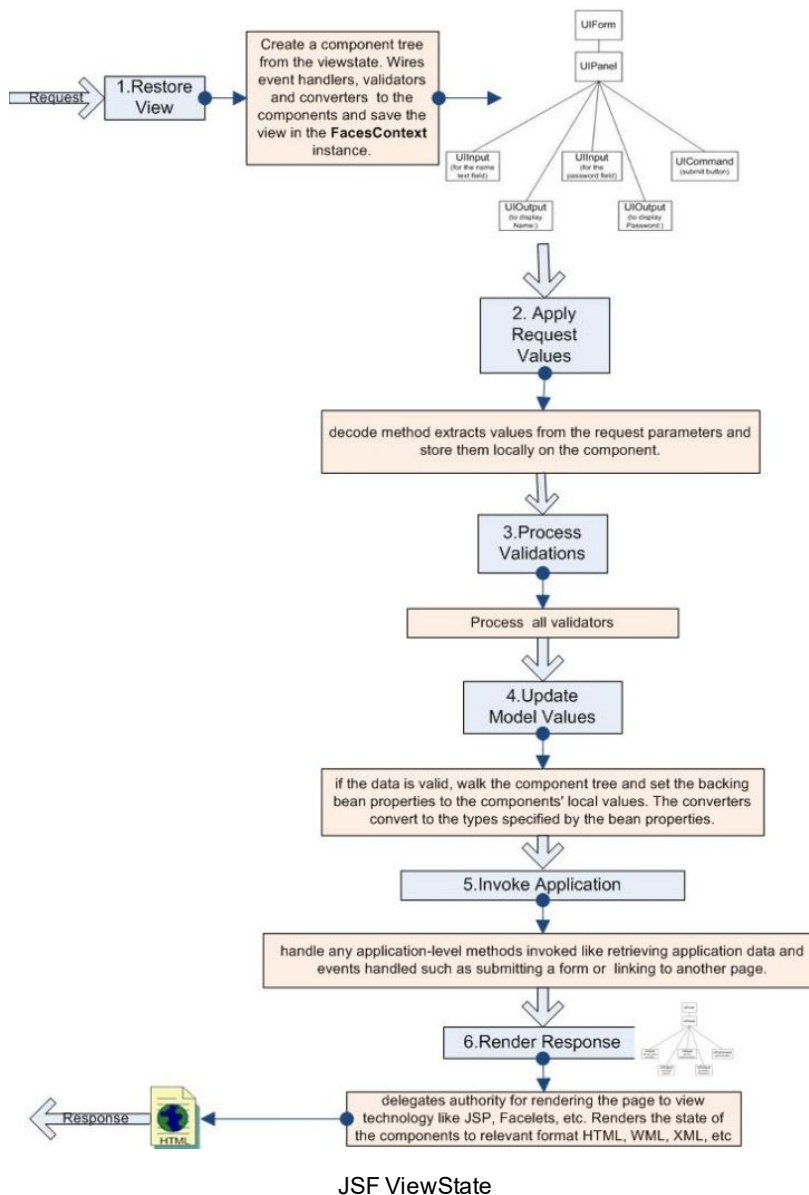 Request
1.Restore
View
Create a component tree
from the viewstate. Wires
event handlers, validators
and converters to the
components and save the
view in the FacesContext
instance.
UIForm
UIPanel
UIInput
(for the name
text field)
UIInput
(for the
password field)
UICommand
(submit button)
UIOutput
(to display
Name:)
UIOutput
(to display
Password:)
2. Apply
Request
Values
decode method extracts values from the request parameters and
store them locally on the component.
3.Process
Validations
Process all validators
4.Update
Model Values
if the data is valid, walk the component tree and set the backing
bean properties to the components' local values. The converters
convert to the types specified by the bean properties.
5.Invoke Application
handle any application-level methods invoked like retrieving application data and
events handled such as submitting a form or linking to another page.
6.Render Response
delegates authority for rendering the page to view
technology like JSP, Facelets, etc. Renders the state of
the components to relevant format HTML, WML, XML, etc
Response
HTML
JSF ViewState